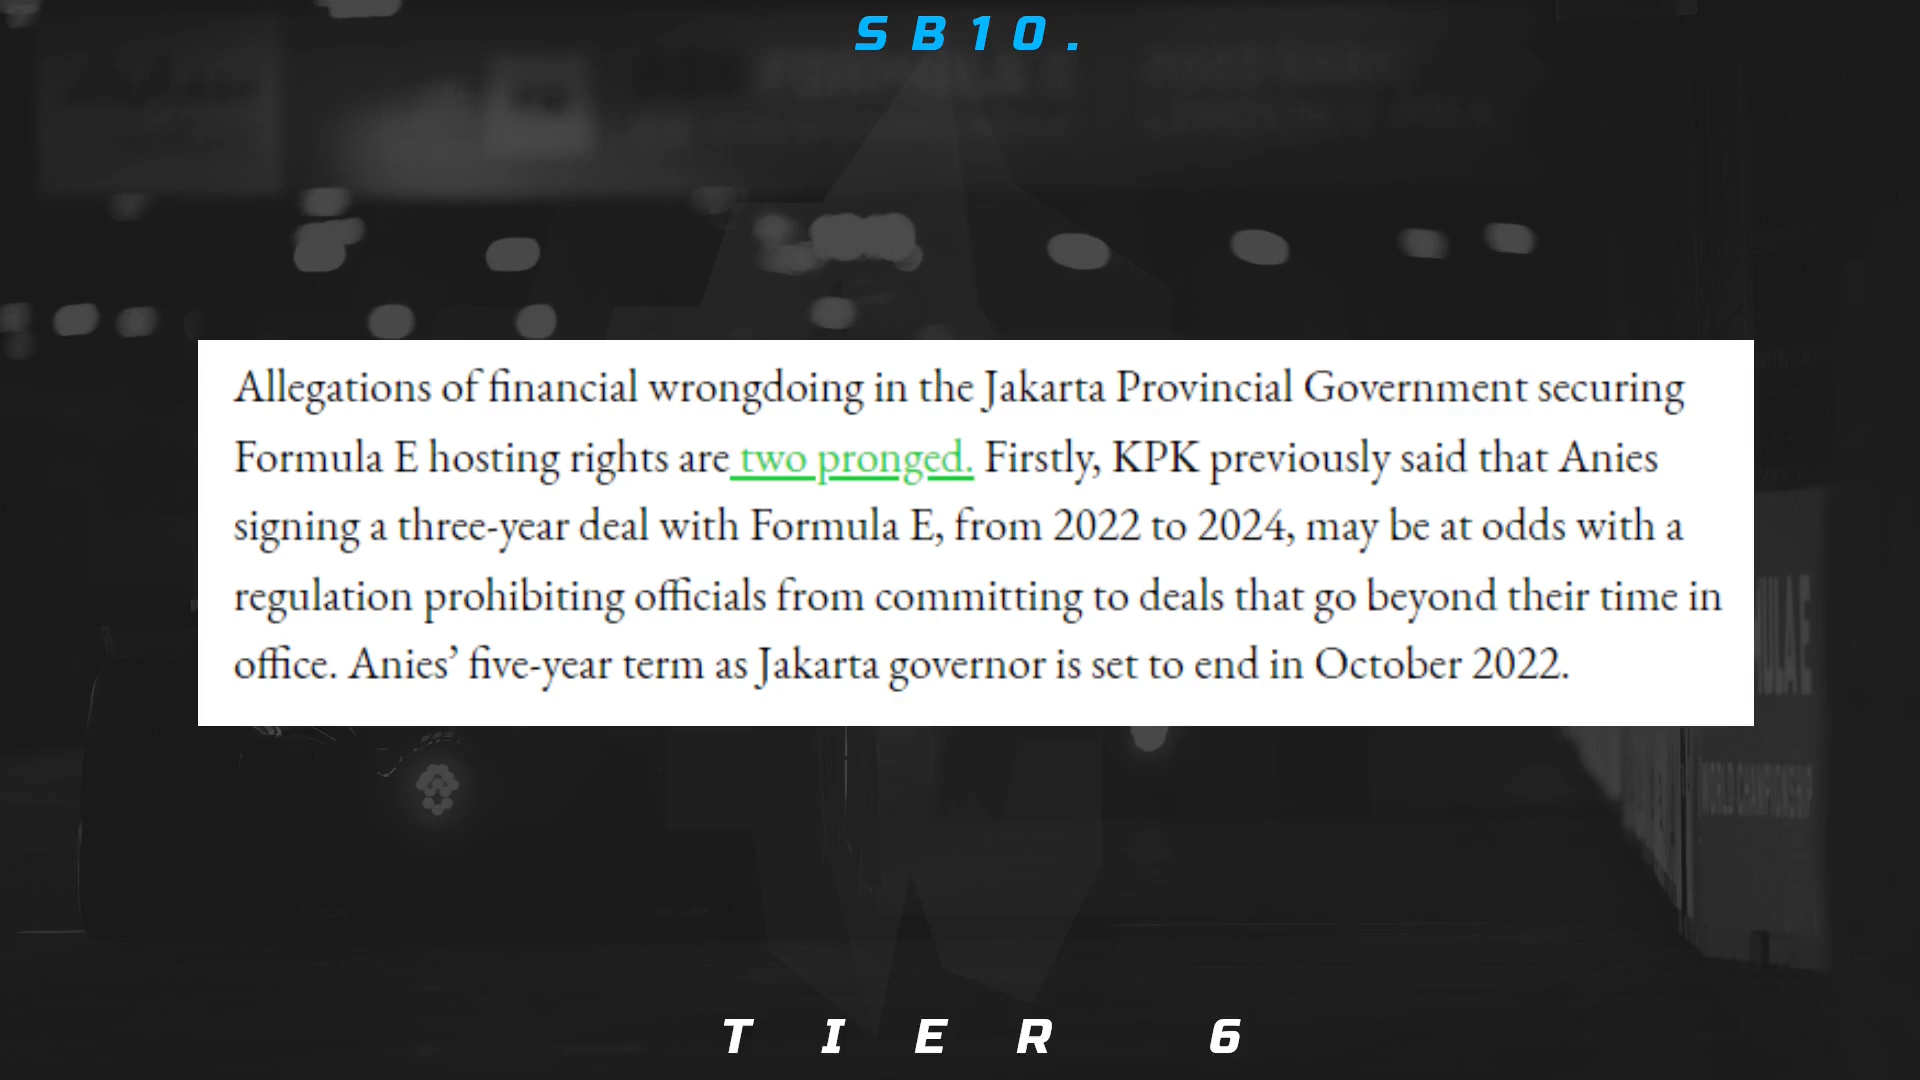 SB10.
Allegations of financial wrongdoing in the Jakarta Provincial Government securing
Formula E hosting rights are two pronged. Firstly, KPK previously said that Anies
signing a three-year deal with Formula E, from 2022 to 2024, may be at odds with a
regulation prohibiting officials from committing to deals that go beyond their time in
office. Anies’ five-year term as Jakarta governor is set to end in October 2022.
WORLD CHAMPIONSHIP
TIER 6